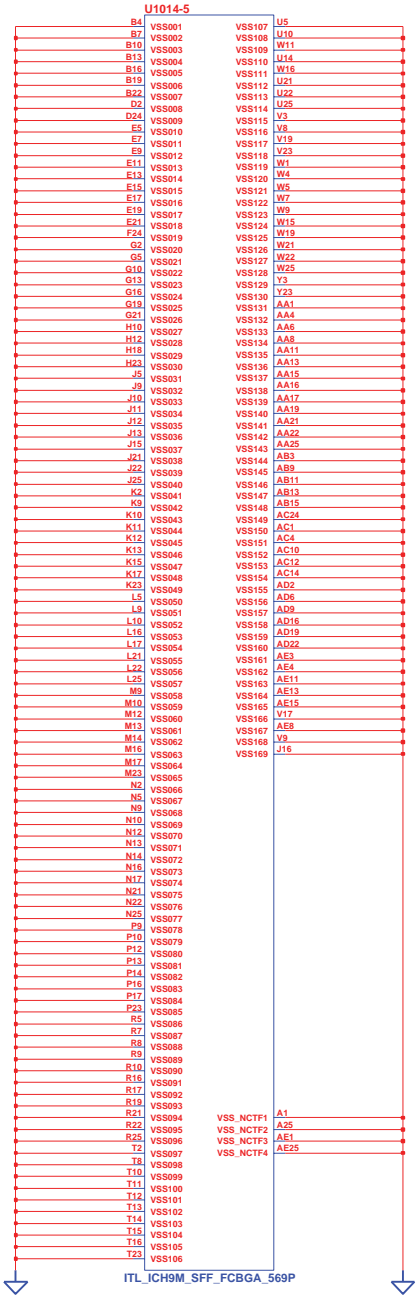 U1014-5
B4 VSS001 VSS107 U5
B7 VSS002 VSS108 U10
B10 VSS003 VSS109 W11
B13 VSS004 VSS110 U14
B16 VSS005 VSS111 W16
B19 VSS006 VSS112 U21
B22 VSS007 VSS113 U22
D2 VSS008 VSS114 U25
D24 VSS009 VSS115 V3
E5 VSS010 VSS116 V8
E7 VSS011 VSS117 V19
E9 VSS012 VSS118 V23
E11 VSS013 VSS119 W1
E13 VSS014 VSS120 W4
E15 VSS015 VSS121 W5
E17 VSS016 VSS122 W7
E19 VSS017 VSS123 W9
E21 VSS018 VSS124 W15
F24 VSS019 VSS125 W19
G2 VSS020 VSS126 W21
G5 VSS021 VSS127 W22
G10 VSS022 VSS128 W25
G13 VSS023 VSS129 Y3
G16 VSS024 VSS130 Y23
G19 VSS025 VSS131 AA1
G21 VSS026 VSS132 AA4
H10 VSS027 VSS133 AA6
H12 VSS028 VSS134 AA8
H18 VSS029 VSS135 AA11
H23 VSS030 VSS136 AA13
J5 VSS031 VSS137 AA15
J9 VSS032 VSS138 AA16
J10 VSS033 VSS139 AA17
J11 VSS034 VSS140 AA19
J12 VSS035 VSS141 AA21
J13 VSS036 VSS142 AA22
J15 VSS037 VSS143 AA25
J21 VSS038 VSS144 AB3
J22 VSS039 VSS145 AB9
J25 VSS040 VSS146 AB11
K2 VSS041 VSS147 AB13
K9 VSS042 VSS148 AB15
K10 VSS043 VSS149 AC24
K11 VSS044 VSS150 AC1
K12 VSS045 VSS151 AC4
K13 VSS046 VSS152 AC10
K15 VSS047 VSS153 AC12
K17 VSS048 VSS154 AC14
K23 VSS049 VSS155 AD2
L5 VSS050 VSS156 AD6
L9 VSS051 VSS157 AD9
L10 VSS052 VSS158 AD16
L16 VSS053 VSS159 AD19
L17 VSS054 VSS160 AD22
L21 VSS055 VSS161 AE3
L22 VSS056 VSS162 AE4
L25 VSS057 VSS163 AE11
M9 VSS058 VSS164 AE13
M10 VSS059 VSS165 AE15
M12 VSS060 VSS166 V17
M13 VSS061 VSS167 AE8
M14 VSS062 VSS168 V9
M16 VSS063 VSS169 J16
M17 VSS064
M23 VSS065
N2 VSS066
N5 VSS067
N9 VSS068
N10 VSS069
N12 VSS070
N13 VSS071
N14 VSS072
N16 VSS073
N17 VSS074
N21 VSS075
N22 VSS076
N25 VSS077
P9 VSS078
P10 VSS079
P12 VSS080
P13 VSS081
P14 VSS082
P16 VSS083
P17 VSS084
P23 VSS085
R5 VSS086
R7 VSS087
R8 VSS088
R9 VSS089
R10 VSS090
R16 VSS091
R17 VSS092
R19 VSS093
R21 VSS094 VSS_NCTF1 A1
R22 VSS095 VSS_NCTF2 A25
R25 VSS096 VSS_NCTF3 AE1
T2 VSS097 VSS_NCTF4 AE25
T8 VSS098
T10 VSS099
T11 VSS100
T12 VSS101
T13 VSS102
T14 VSS103
T15 VSS104
T16 VSS105
T23 VSS106
ITL_ICH9M_SFF_FCBGA_569P